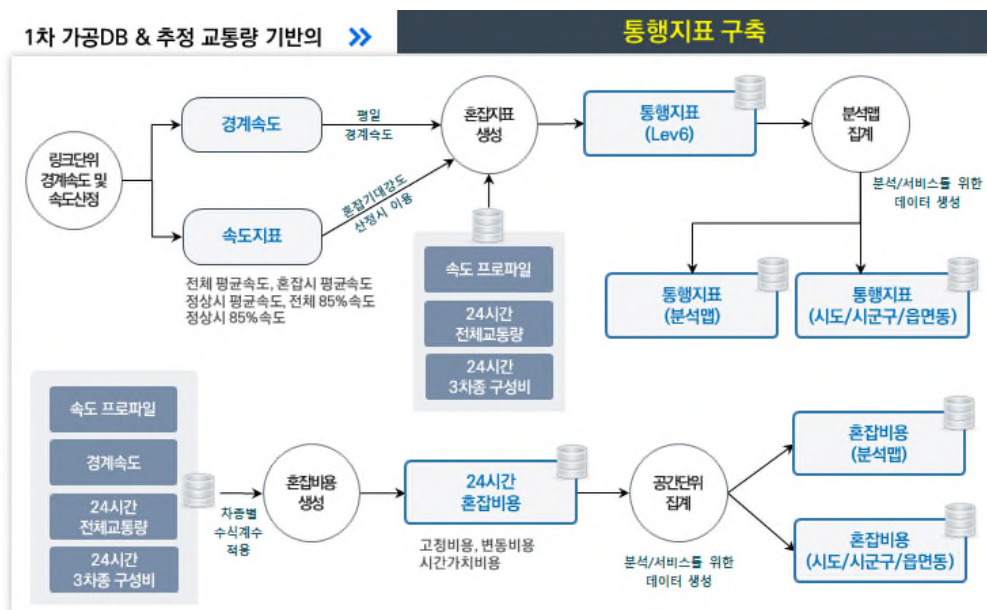 1차 가공DB & 추정 교통량 기반의
통행지표 구축
링크단위
경계속도 및
속도산정
경계속도
평일
경계속도
속도지표
혼잡기대강도
산정시 이용
전체 평균속도, 혼잡시 평균속도
정상시 평균속도, 전체 85%속도
정상시 85%속도
혼잡지표
생성
속도 프로파일
24시간
전체교통량
24시간
3차종 구성비
통행지표
(Lev6)
분석맵
집계
분석/서비스를 위한
데이터 생성
통행지표
(분석맵)
통행지표
(시도/시군구/읍면동)
속도 프로파일
경계속도
24시간
전체교통량
24시간
3차종 구성비
차종별
수식계수
적용
혼잡비용
생성
24시간
혼잡비용
고정비용, 변동비용
시간가치비용
공간단위
집계
분석/서비스를 위한
데이터 생성
혼잡비용
(분석맵)
혼잡비용
(시도/시군구/읍면동)